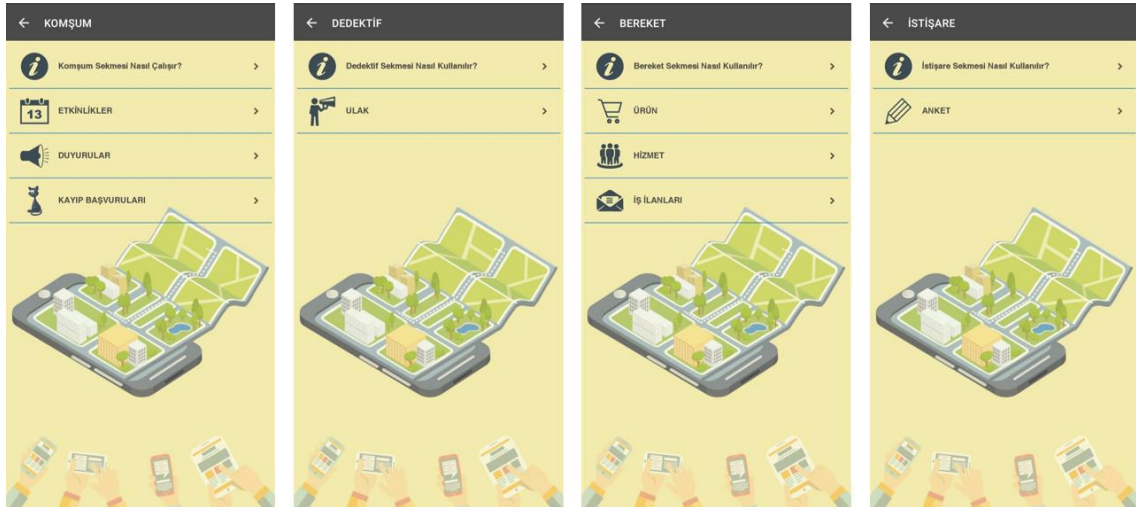 KOMŞUM
Komşum Sekmesi Nasıl Çalışır?
13
ETKİNLİKLER
DUYURULAR
KAYIP BAŞVURULARI
DEDEKTİF
Dedektif Sekmesi Nasıl Kullanılır?
ULAK
BEREKET
Bereket Sekmesi Nasıl Kullanılır?
ÜRÜN
HİZMET
İŞ İLANLARI
İSTİŞARE
İstişare Sekmesi Nasıl Kullanılır?
ANKET